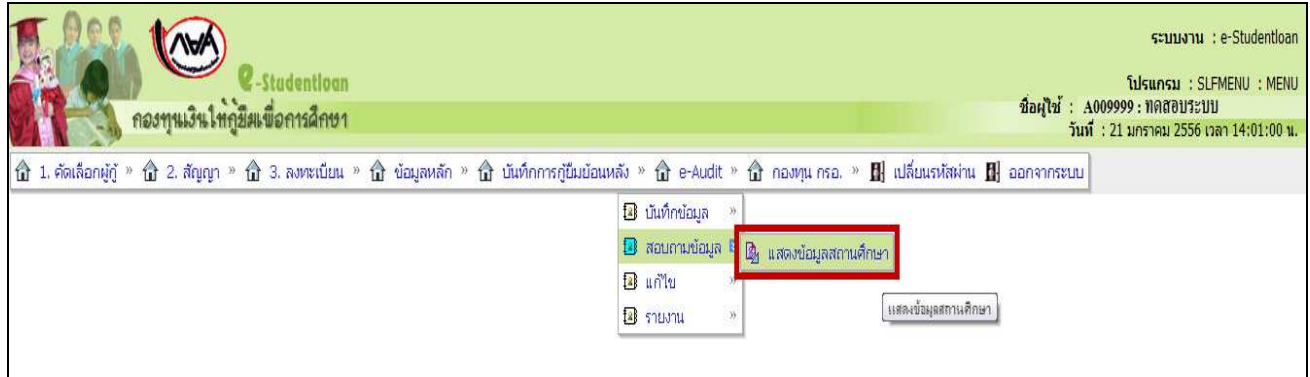 กยศ
e-Studentloan
กองทุนเงินให้กู้ยืมเพื่อการศึกษา
ระบบงาน : e-Studentloan
โปรแกรม : SLFMENU : MENU
ชื่อผู้ใช้ : A009999 : ทดสอบระบบ
วันที่ : 21 มกราคม 2556 เวลา 14:01:00 น.
1. คัดเลือกผู้กู้ » 2. สัญญา » 3. ลงทะเบียน » ข้อมูลหลัก » บันทึกการกู้ยืมย้อนหลัง » e-Audit » กองทุน กรอ. » เปลี่ยนรหัสผ่าน ออกจากระบบ
บันทึกข้อมูล »
สอบถามข้อมูล แสดงข้อมูลสถานศึกษา
แก้ไข »
แสดงข้อมูลสถานศึกษา
รายงาน »